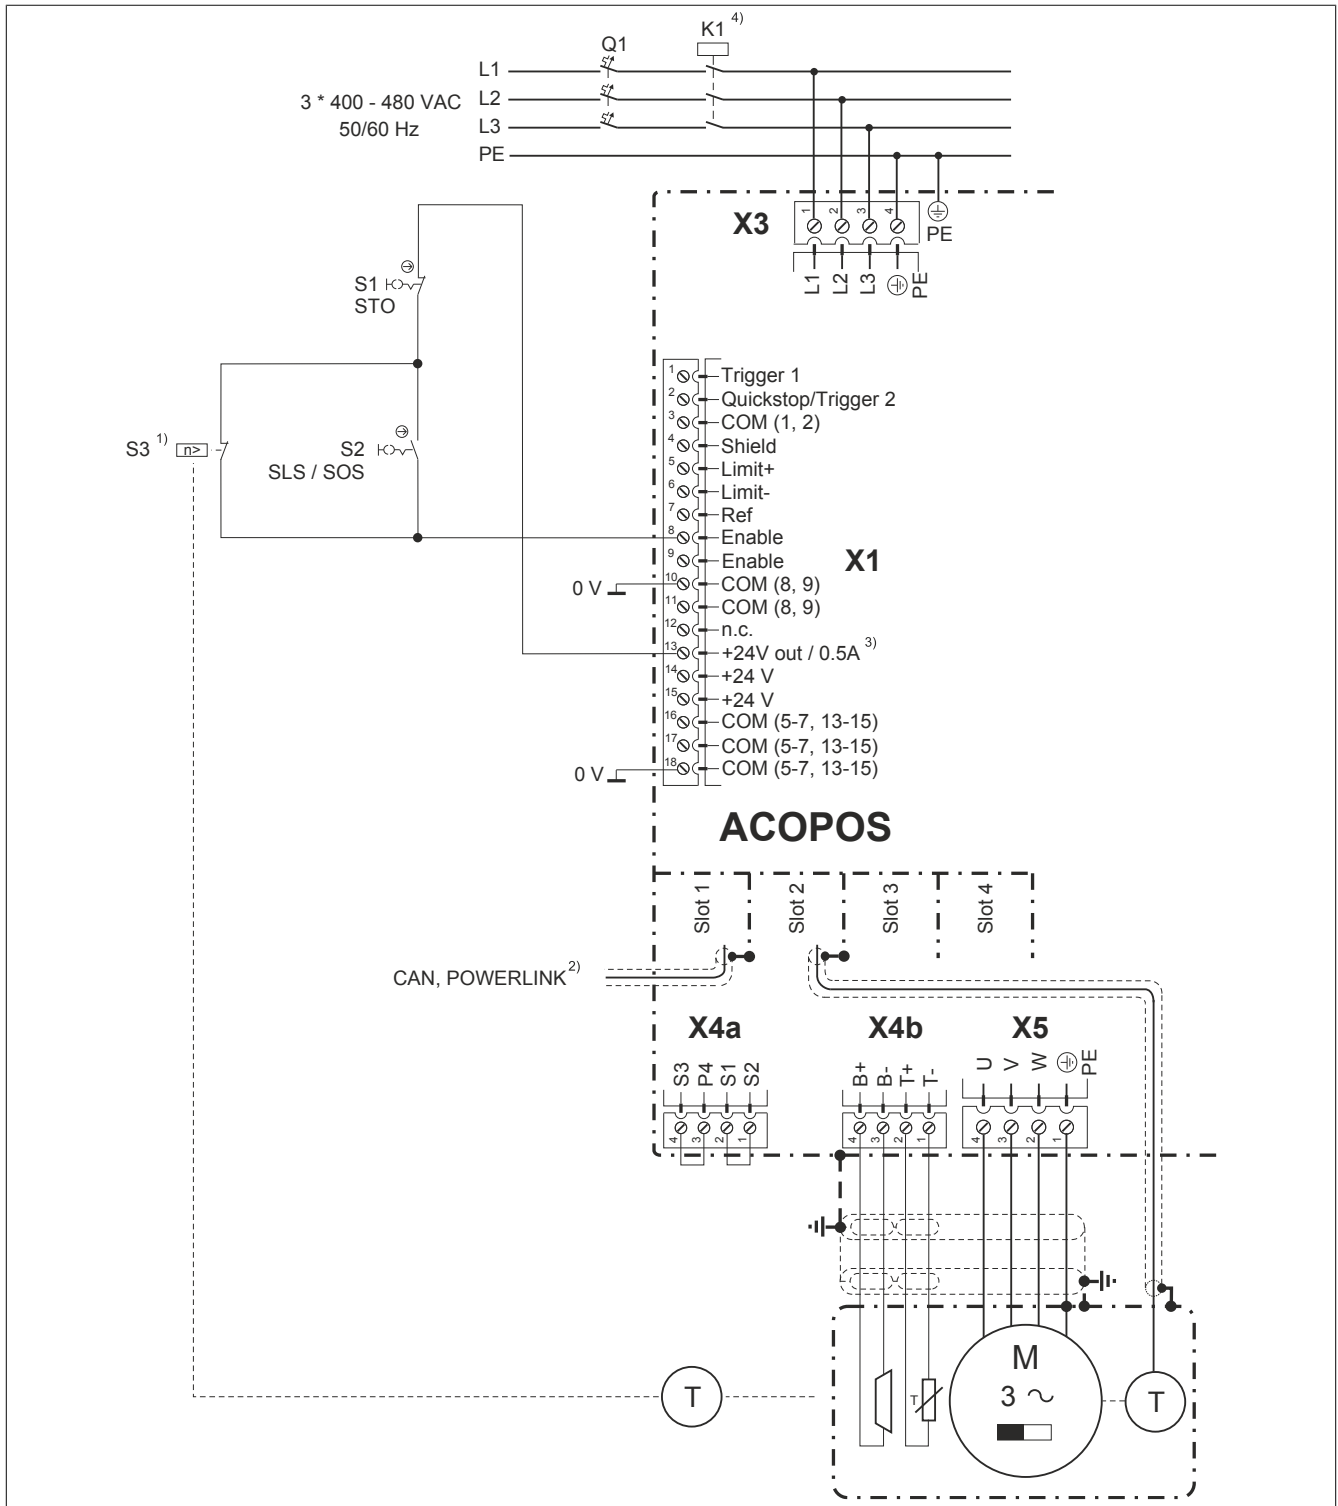 K1 4)
Q1
L1
3 * 400 - 480 VAC
50/60 Hz
L2
L3
PE
X3
1 2 3 4
PE
L1 L2 L3 PE
S1
STO
S3 1)
n>
S2
SLS / SOS
1 Trigger 1
2 Quickstop/Trigger 2
3 COM (1, 2)
4 Shield
5 Limit+
6 Limit-
7 Ref
8 Enable
9 Enable
X1
0 V
10 COM (8, 9)
11 COM (8, 9)
12 n.c.
13 +24V out / 0.5A 3)
14 +24 V
15 +24 V
16 COM (5-7, 13-15)
17 COM (5-7, 13-15)
0 V
18 COM (5-7, 13-15)
ACOPOS
Slot 1
Slot 2
Slot 3
Slot 4
CAN, POWERLINK 2)
X4a
X4b
X5
S3 P4 S1 S2
B+ B- T+ T-
U V W PE
4 3 2 1
4 3 2 1
4 3 2 1
T
T
M
3 ~
T